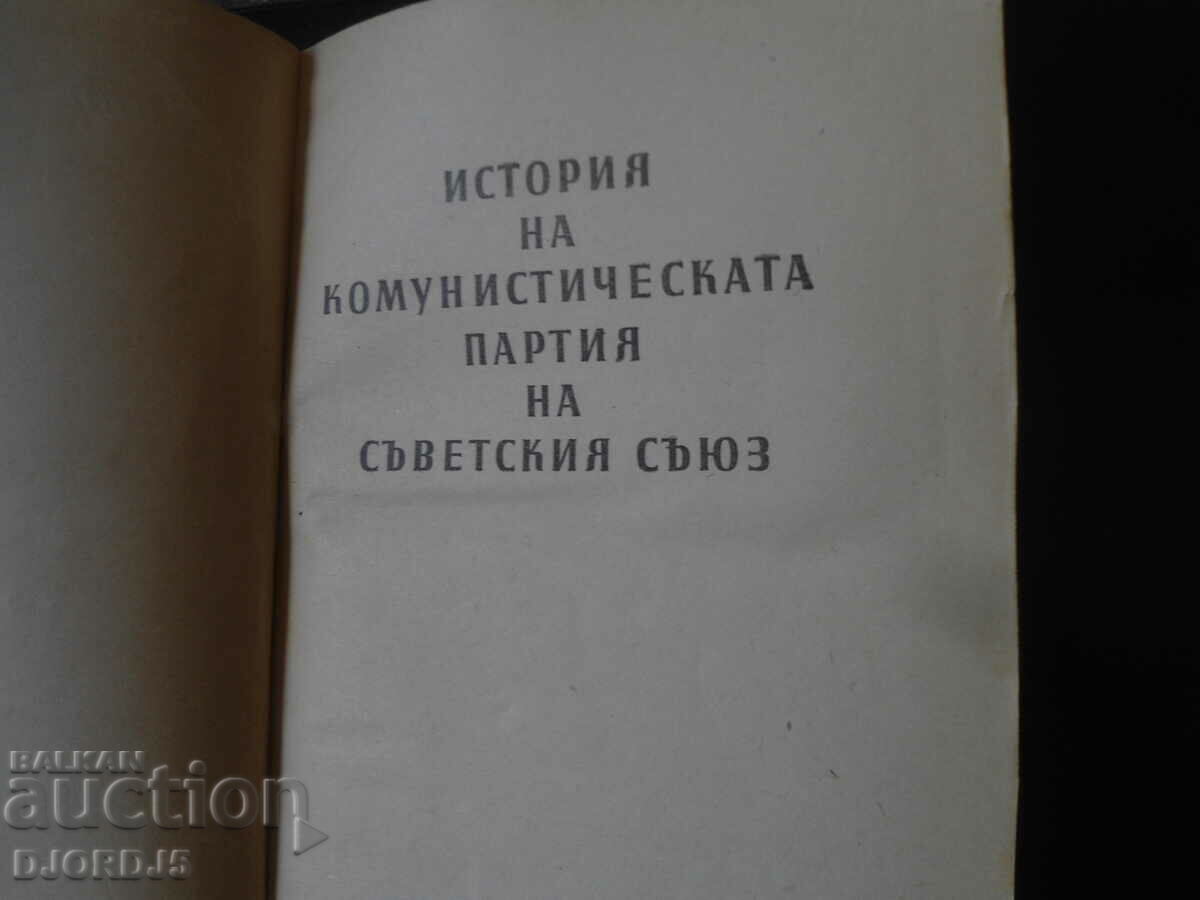 ИСТОРИЯ
НА
КОМУНИСТИЧЕСКАТА
ПАРТИЯ
НА
СЪВЕТСКИЯ СЪЮЗ
BALKAN
auction
DJORDJ5